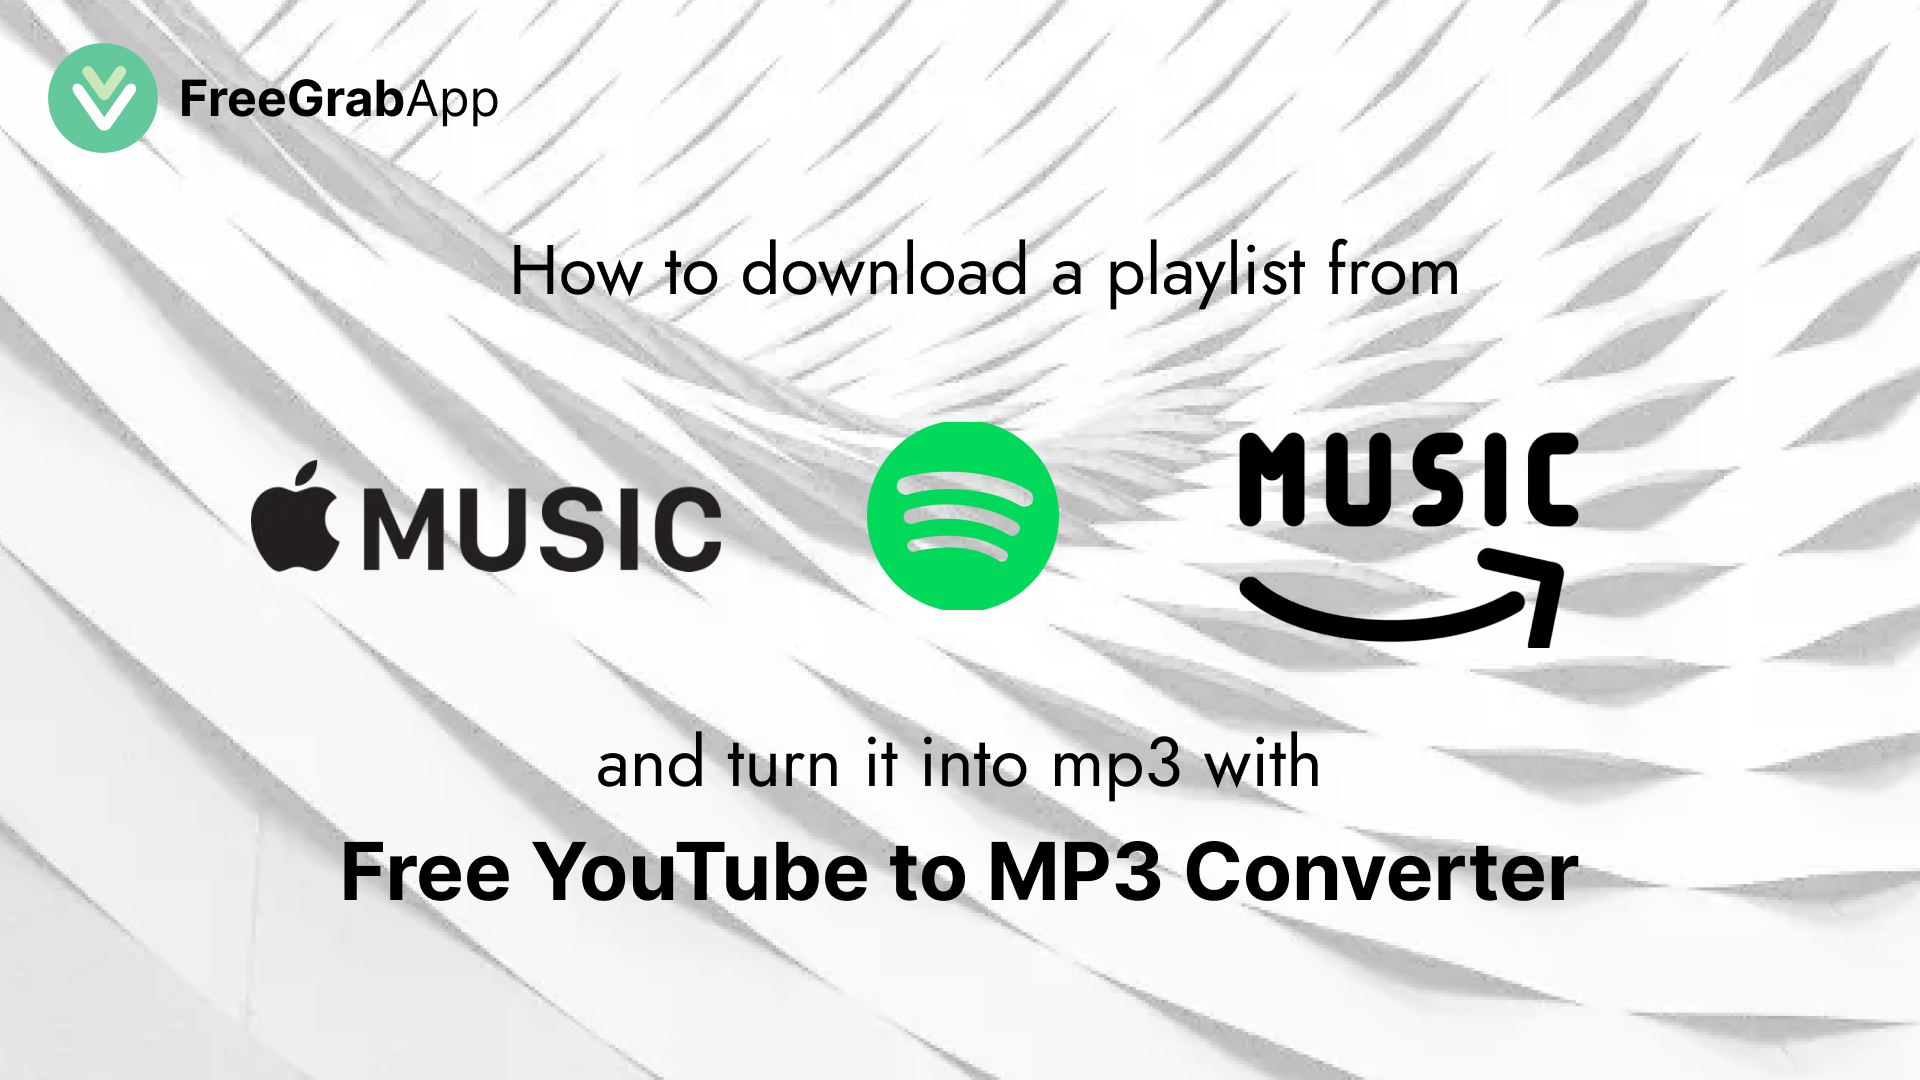 FreeGrabApp
How to download a playlist from
MUSIC
MUSIC
and turn it into mp3 with
Free YouTube to MP3 Converter